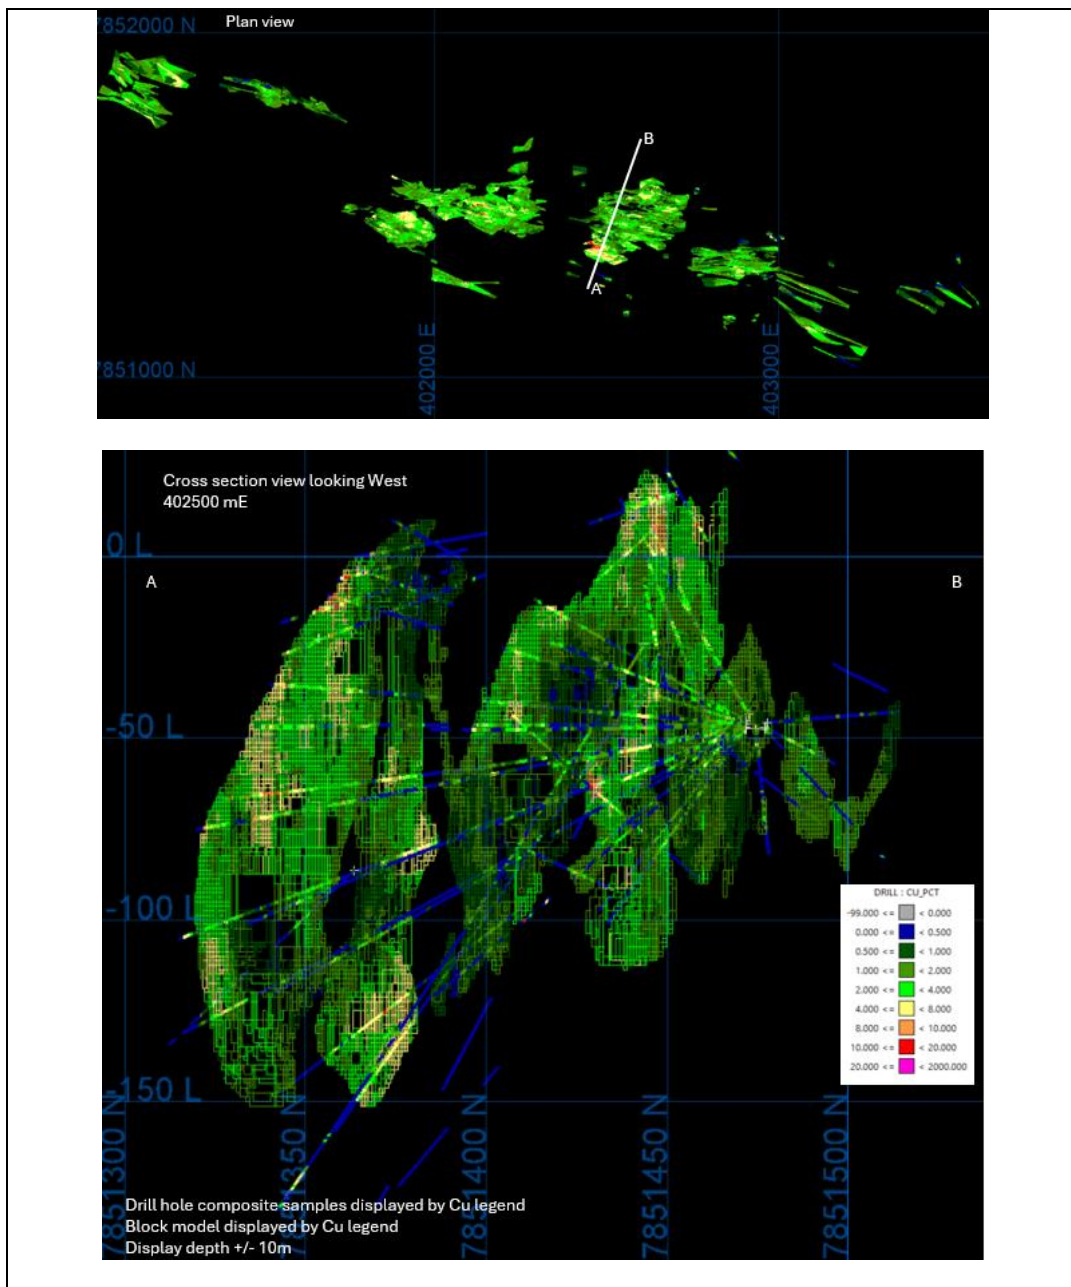 7852000 N
Plan view
B
A
7851000 N
402000 E
403000 E
Cross section view looking West
402500 mE
0 L
A
B
-50 L
-100 L
-150 L
DRILL : CU_PCT
-99.000 <= < 0.000
0.000 <= < 0.500
0.500 <= < 1.000
1.000 <= < 2.000
2.000 <= < 4.000
4.000 <= < 8.000
8.000 <= < 10.000
10.000 <= < 20.000
20.000 <= < 2000.000
7851300 N
7851350 N
7851400 N
7851450 N
7851500 N
Drill hole composite samples displayed by Cu legend
Block model displayed by Cu legend
Display depth +/- 10m